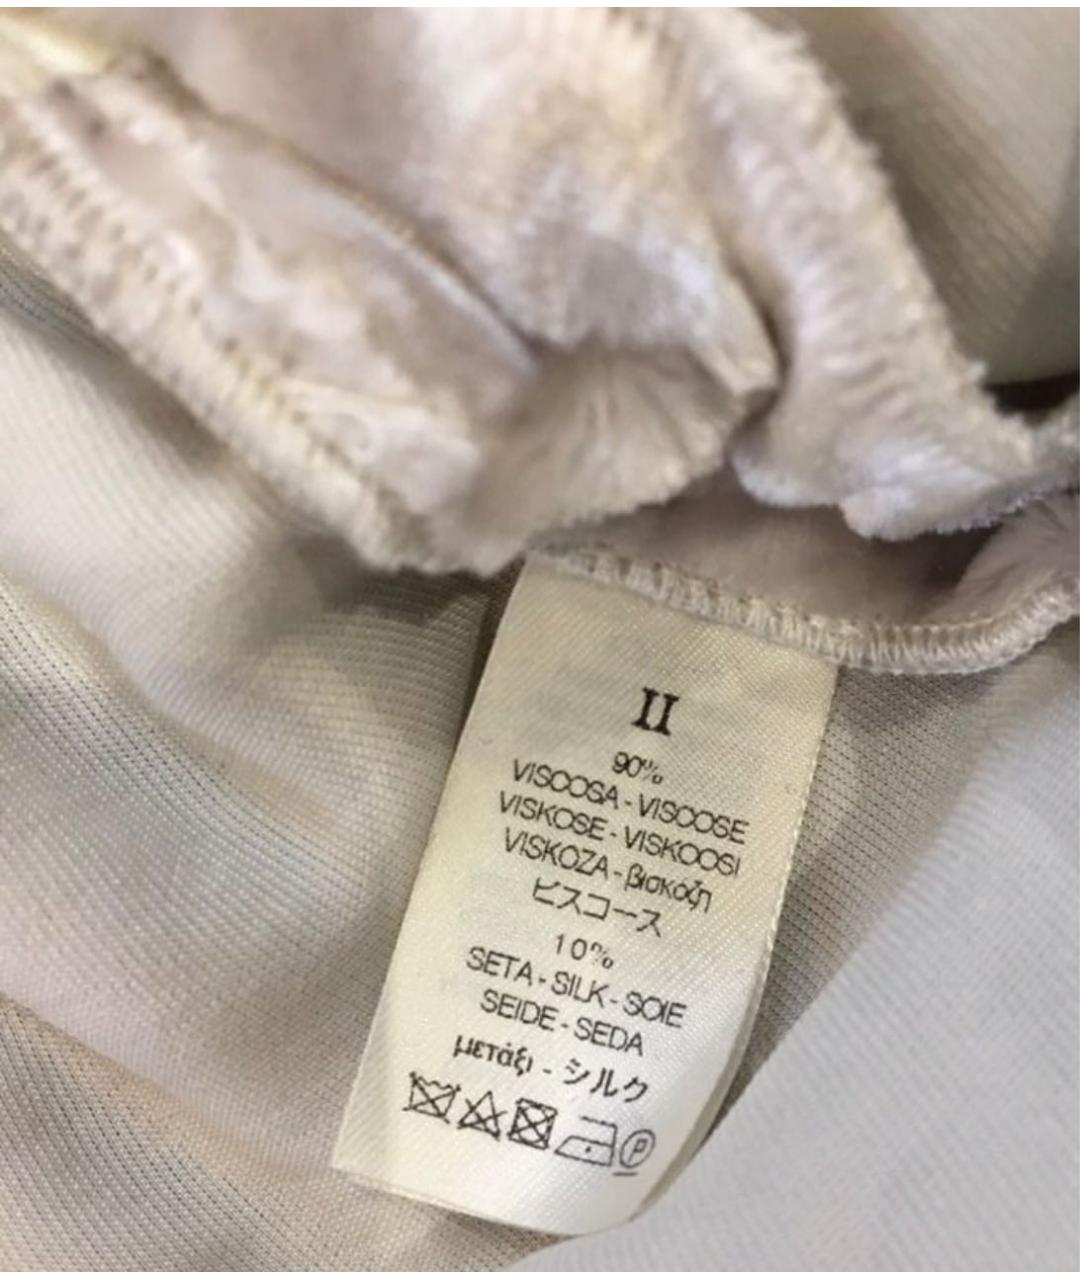 II
90%
VISCOSA - VISCOSE
VISKOSE - VISKOOSI
VISKOZA - βισκόζη
ビスコース
10%
SETA - SILK - SOIE
SEIDE - SEDA
μετάξι - シルク
P